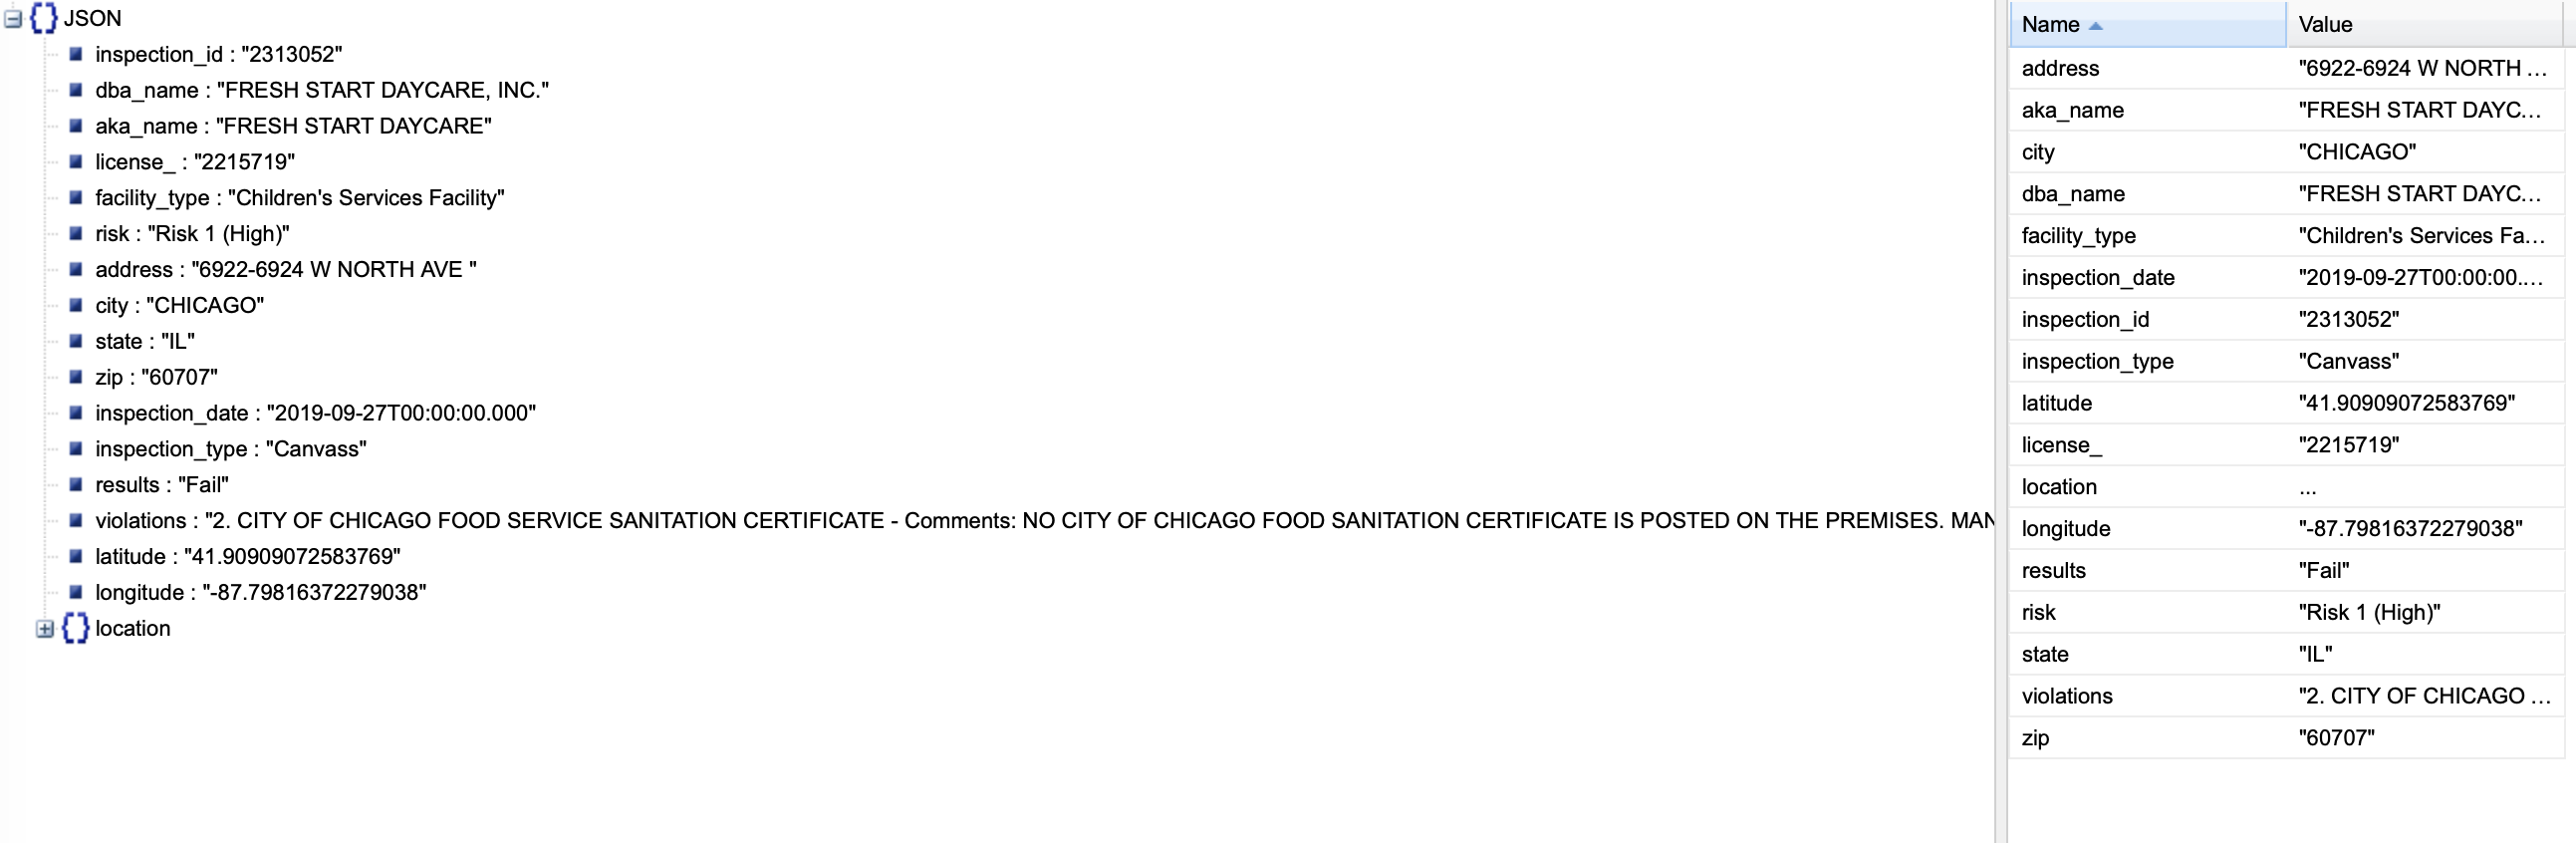 JSON
inspection_id : "2313052"
dba_name : "FRESH START DAYCARE, INC."
aka_name : "FRESH START DAYCARE"
license_ : "2215719"
facility_type : "Children's Services Facility"
risk : "Risk 1 (High)"
address : "6922-6924 W NORTH AVE "
city : "CHICAGO"
state : "IL"
zip : "60707"
inspection_date : "2019-09-27T00:00:00.000"
inspection_type : "Canvass"
results : "Fail"
violations : "2. CITY OF CHICAGO FOOD SERVICE SANITATION CERTIFICATE - Comments: NO CITY OF CHICAGO FOOD SANITATION CERTIFICATE IS POSTED ON THE PREMISES. MAN
latitude : "41.90909072583769"
longitude : "-87.79816372279038"
location
Name Value
address "6922-6924 W NORTH ...
aka_name "FRESH START DAYC...
city "CHICAGO"
dba_name "FRESH START DAYC...
facility_type "Children's Services Fa...
inspection_date "2019-09-27T00:00:00....
inspection_id "2313052"
inspection_type "Canvass"
latitude "41.90909072583769"
license_ "2215719"
location ...
longitude "-87.79816372279038"
results "Fail"
risk "Risk 1 (High)"
state "IL"
violations "2. CITY OF CHICAGO ...
zip "60707"